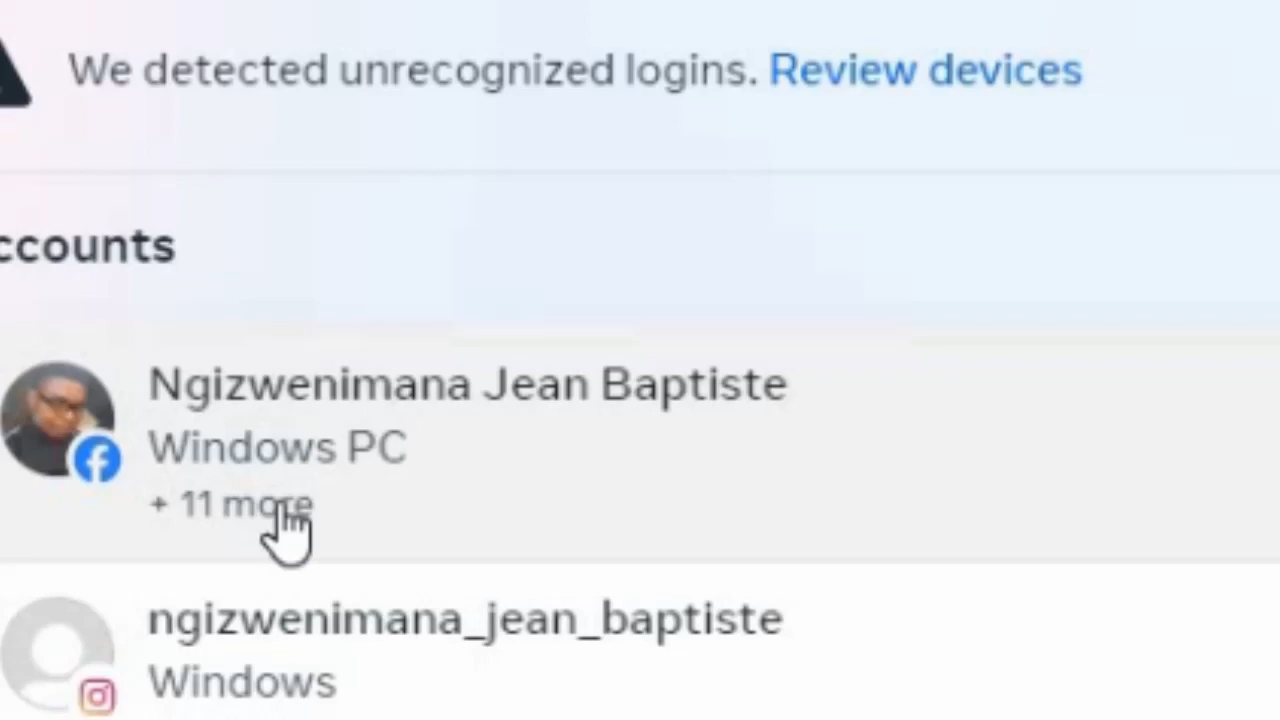 We detected unrecognized logins. Review devices
ccounts
Ngizwenimana Jean Baptiste
Windows PC
+ 11 more
ngizwenimana_jean_baptiste
Windows